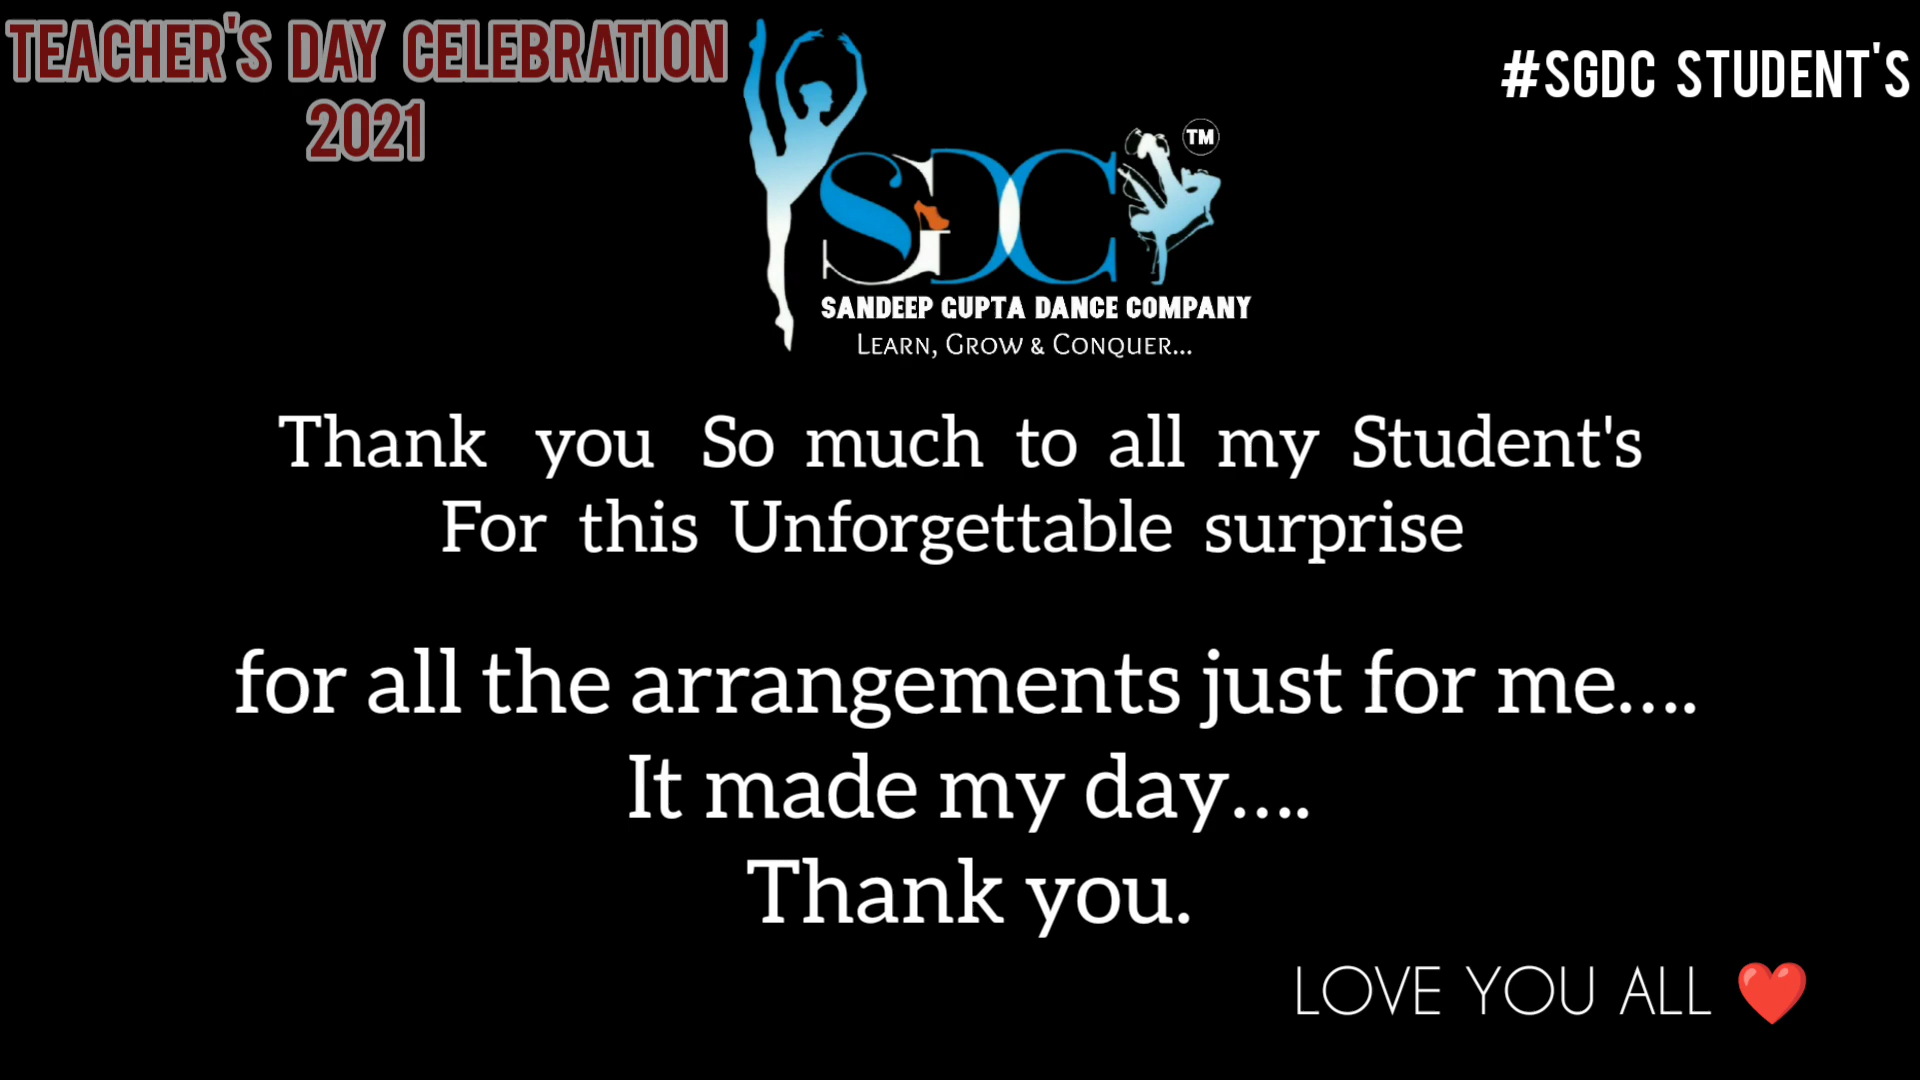 TEACHER'S DAY CELEBRATION
2021
#SGDC STUDENT'S
SGDC
TM
SANDEEP GUPTA DANCE COMPANY
LEARN, GROW & CONQUER...
Thank you So much to all my Student's
For this Unforgettable surprise
for all the arrangements just for me....
It made my day....
Thank you.
LOVE YOU ALL ❤️